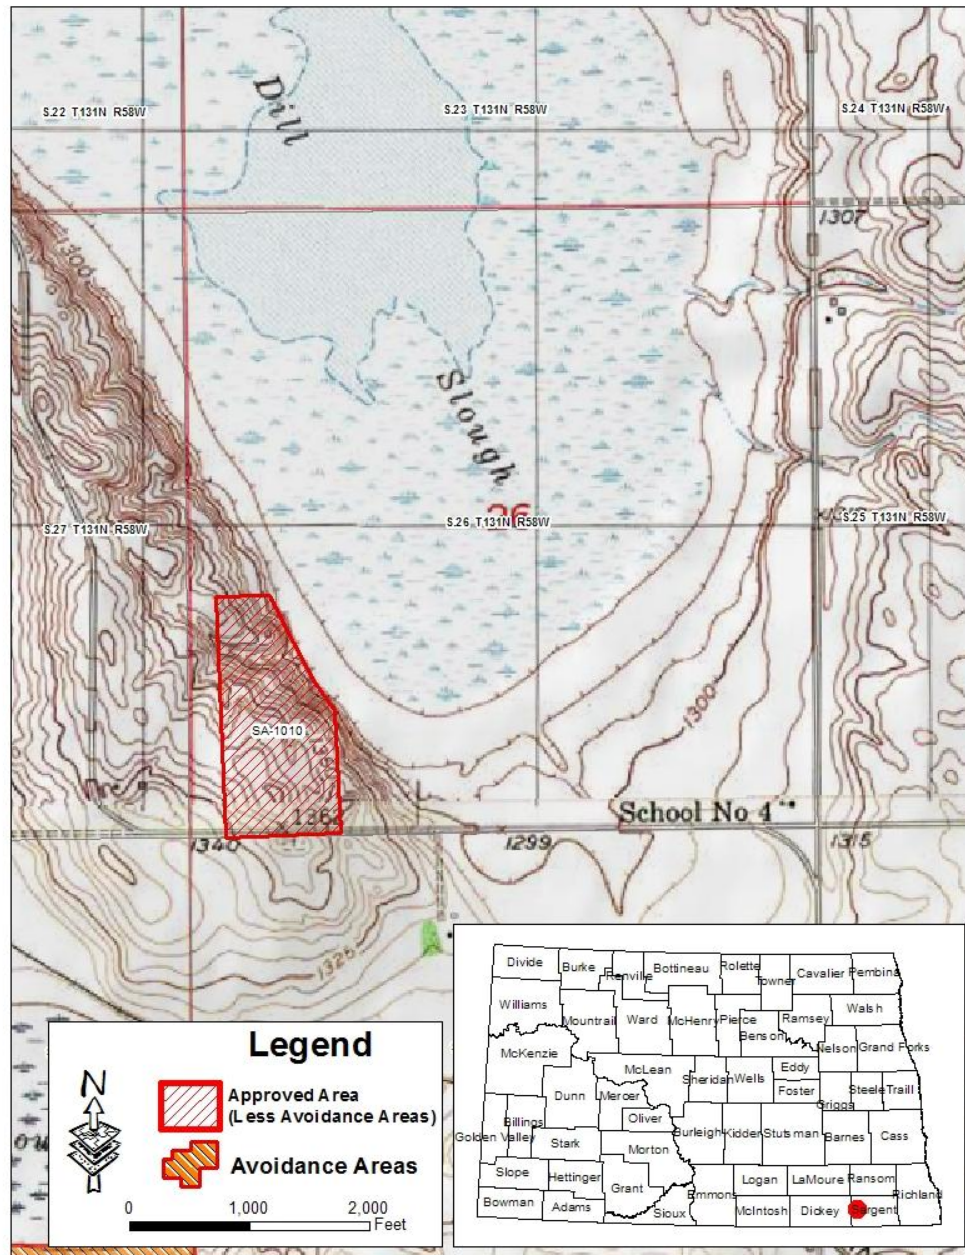 S.22 T131N R58W
S.23 T131N R58W
S.24 T131N R58W
Dill
1307
1300
Slough
26
S.27 T131N R58W
S.26 T131N R58W
S.25 T131N R58W
SA-1010
1300
School No 4
1340
1299
1315
1325
Legend
N
Approved Area
(Less Avoidance Areas)
Avoidance Areas
0 1,000 2,000
Feet
Divide
Burke
Renville
Bottineau
Rolette
Towner
Cavalier
Pembina
Williams
Mountrail
Ward
McHenry
Pierce
Benson
Ramsey
Walsh
McKenzie
McLean
Sheridan
Wells
Eddy
Foster
Nelson
Grand Forks
Dunn
Mercer
Oliver
Griggs
Steele
Traill
Golden Valley
Billings
Stark
Morton
Burleigh
Kidder
Stutsman
Barnes
Cass
Slope
Hettinger
Grant
Emmons
Logan
LaMoure
Ransom
Richland
Bowman
Adams
Sioux
McIntosh
Dickey
Sargent